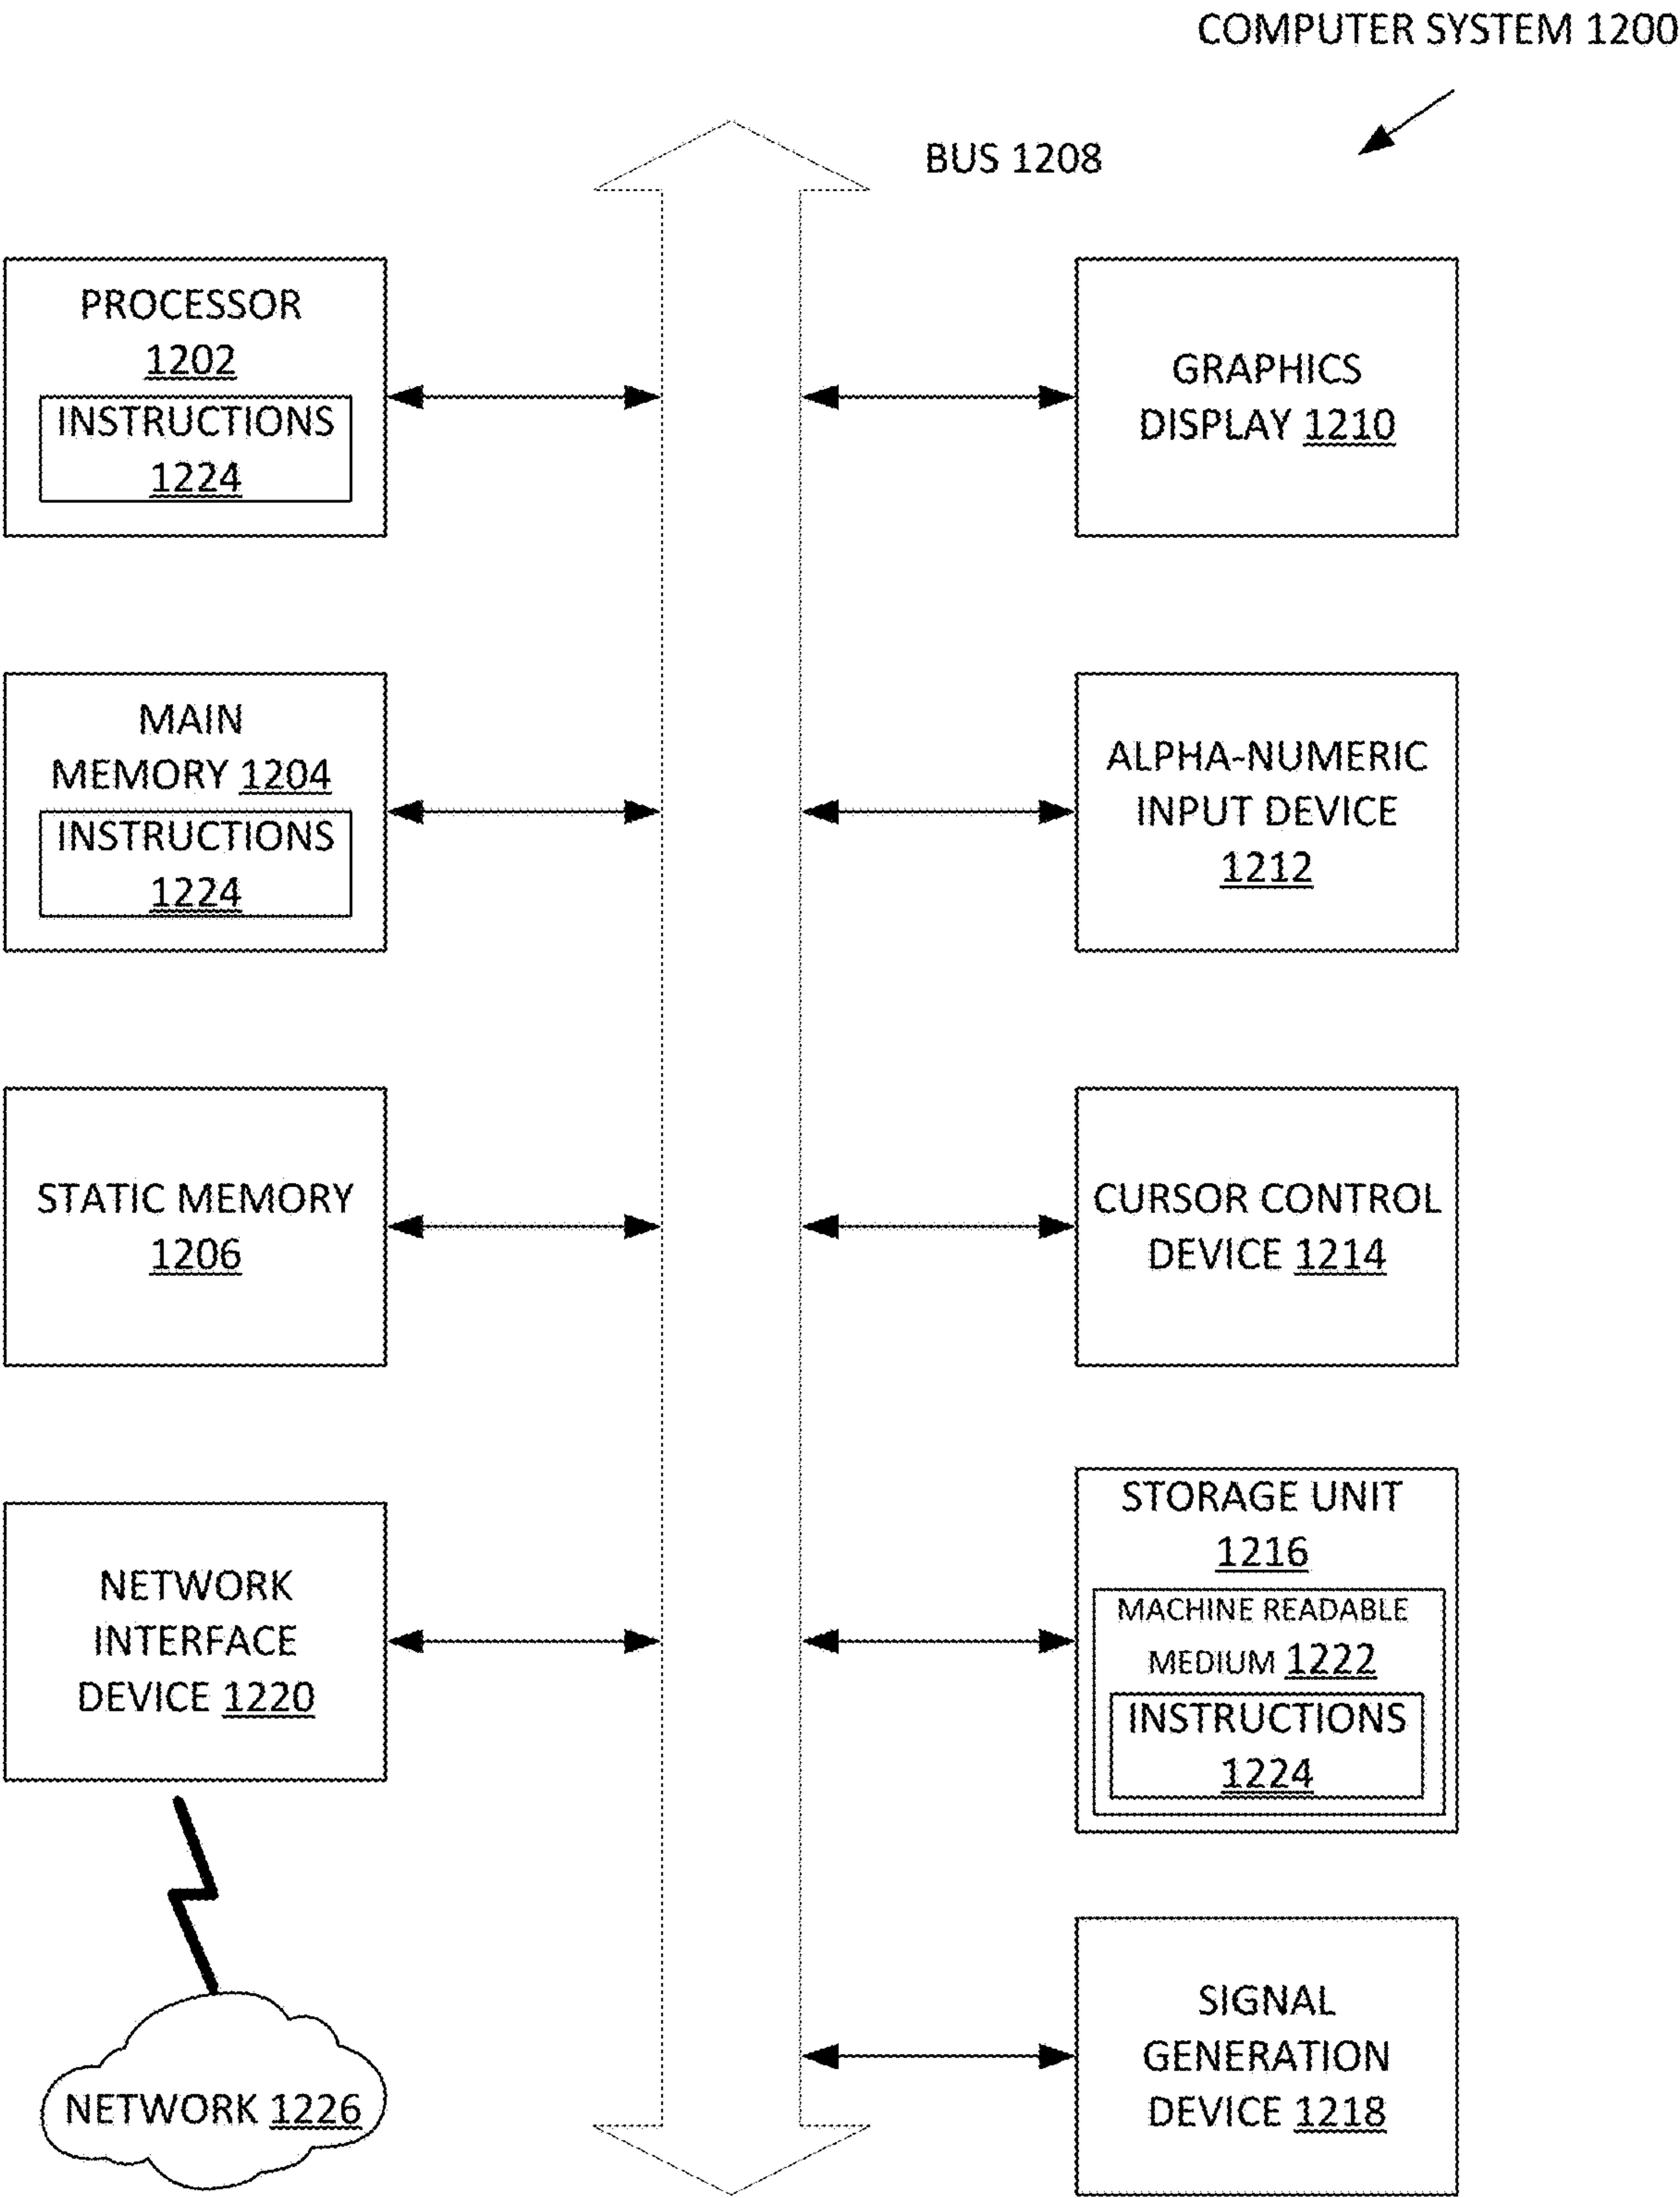 COMPUTER SYSTEM 1200
BUS 1208
PROCESSOR
1202
INSTRUCTIONS
1224
GRAPHICS
DISPLAY 1210
MAIN
MEMORY 1204
INSTRUCTIONS
1224
ALPHA-NUMERIC
INPUT DEVICE
1212
STATIC MEMORY
1206
CURSOR CONTROL
DEVICE 1214
NETWORK
INTERFACE
DEVICE 1220
STORAGE UNIT
1216
MACHINE READABLE
MEDIUM 1222
INSTRUCTIONS
1224
NETWORK 1226
SIGNAL
GENERATION
DEVICE 1218